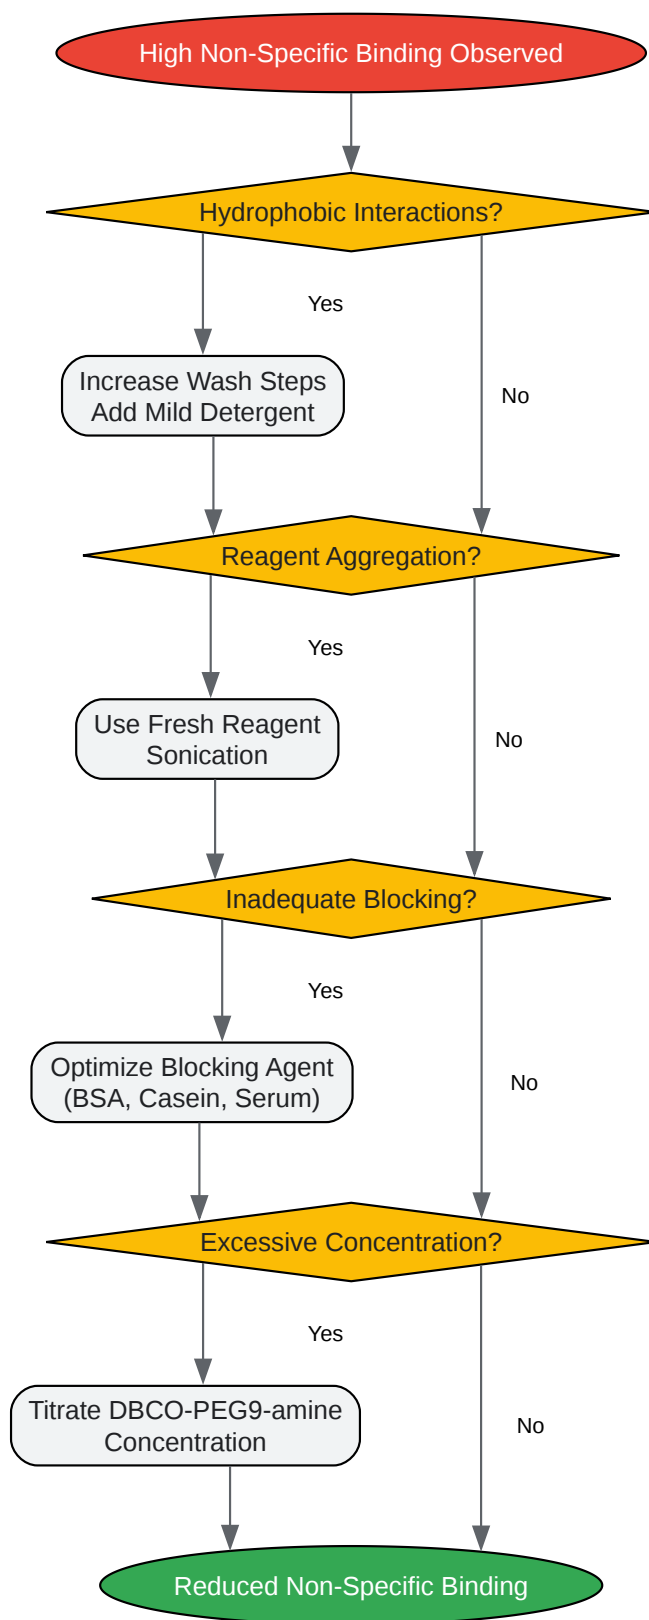 High Non-Specific Binding Observed
Hydrophobic Interactions?
Yes
Increase Wash Steps
Add Mild Detergent
No
Reagent Aggregation?
Yes
Use Fresh Reagent
Sonication
No
Inadequate Blocking?
Yes
Optimize Blocking Agent
(BSA, Casein, Serum)
No
Excessive Concentration?
Yes
Titrate DBCO-PEG9-amine
Concentration
No
Reduced Non-Specific Binding